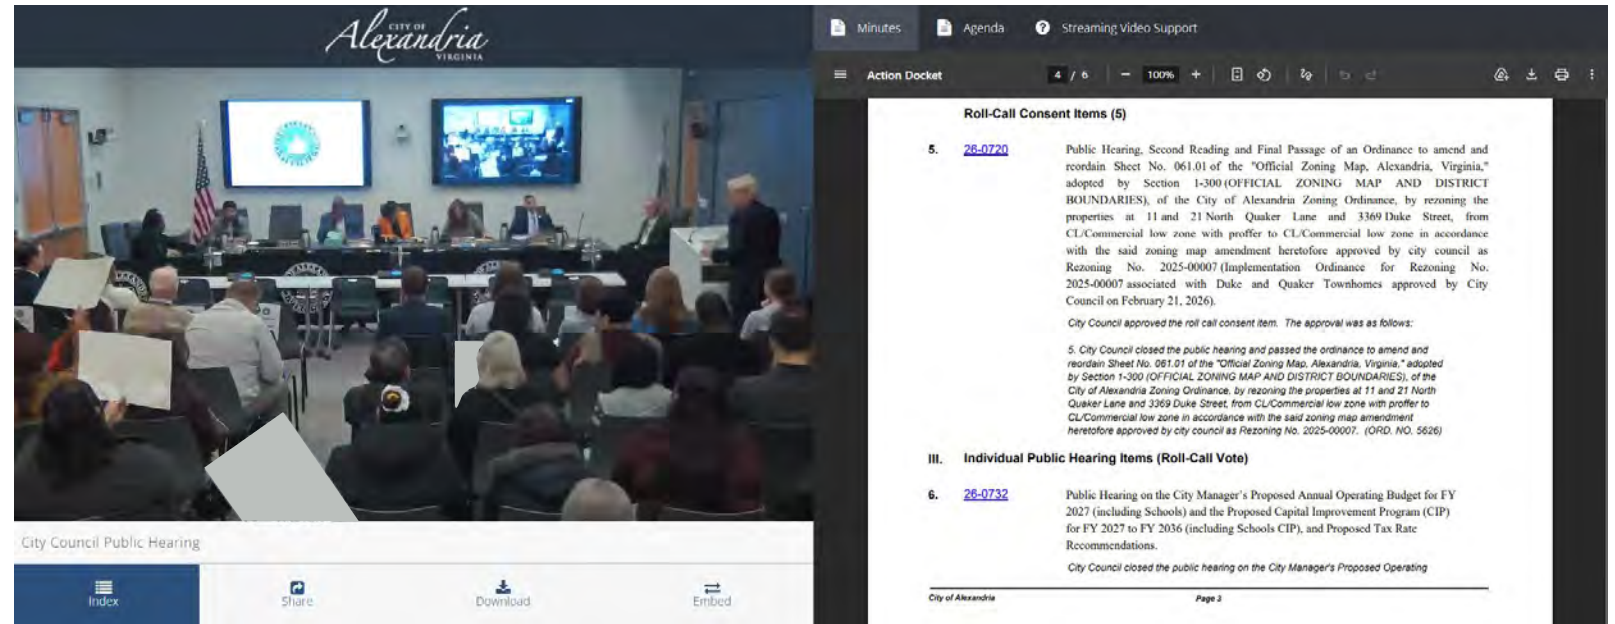 CITY OF
Alexandria
VIRGINIA
City Council Public Hearing
Index
Share
Download
Embed
Minutes
Agenda
Streaming Video Support
Action Docket
4 / 6
100%
Roll-Call Consent Items (5)
5. 26-0720 Public Hearing, Second Reading and Final Passage of an Ordinance to amend and
reordain Sheet No. 061.01 of the "Official Zoning Map, Alexandria, Virginia,"
adopted by Section 1-300 (OFFICIAL ZONING MAP AND DISTRICT
BOUNDARIES), of the City of Alexandria Zoning Ordinance, by rezoning the
properties at 11 and 21 North Quaker Lane and 3369 Duke Street, from
CL/Commercial low zone with proffer to CL/Commercial low zone in accordance
with the said zoning map amendment heretofore approved by city council as
Rezoning No. 2025-00007 (Implementation Ordinance for Rezoning No.
2025-00007 associated with Duke and Quaker Townhomes approved by City
Council on February 21, 2026).
City Council approved the roll call consent item. The approval was as follows:
5. City Council closed the public hearing and passed the ordinance to amend and
reordain Sheet No. 061.01 of the "Official Zoning Map, Alexandria, Virginia," adopted
by Section 1-300 (OFFICIAL ZONING MAP AND DISTRICT BOUNDARIES), of the
City of Alexandria Zoning Ordinance, by rezoning the properties at 11 and 21 North
Quaker Lane and 3369 Duke Street, from CL/Commercial low zone with proffer to
CL/Commercial low zone in accordance with the said zoning map amendment
heretofore approved by city council as Rezoning No. 2025-00007. (ORD. NO. 5626)
III. Individual Public Hearing Items (Roll-Call Vote)
6. 26-0732 Public Hearing on the City Manager's Proposed Annual Operating Budget for FY
2027 (including Schools) and the Proposed Capital Improvement Program (CIP)
for FY 2027 to FY 2036 (including Schools CIP), and Proposed Tax Rate
Recommendations.
City Council closed the public hearing on the City Manager's Proposed Operating
City of Alexandria Page 3